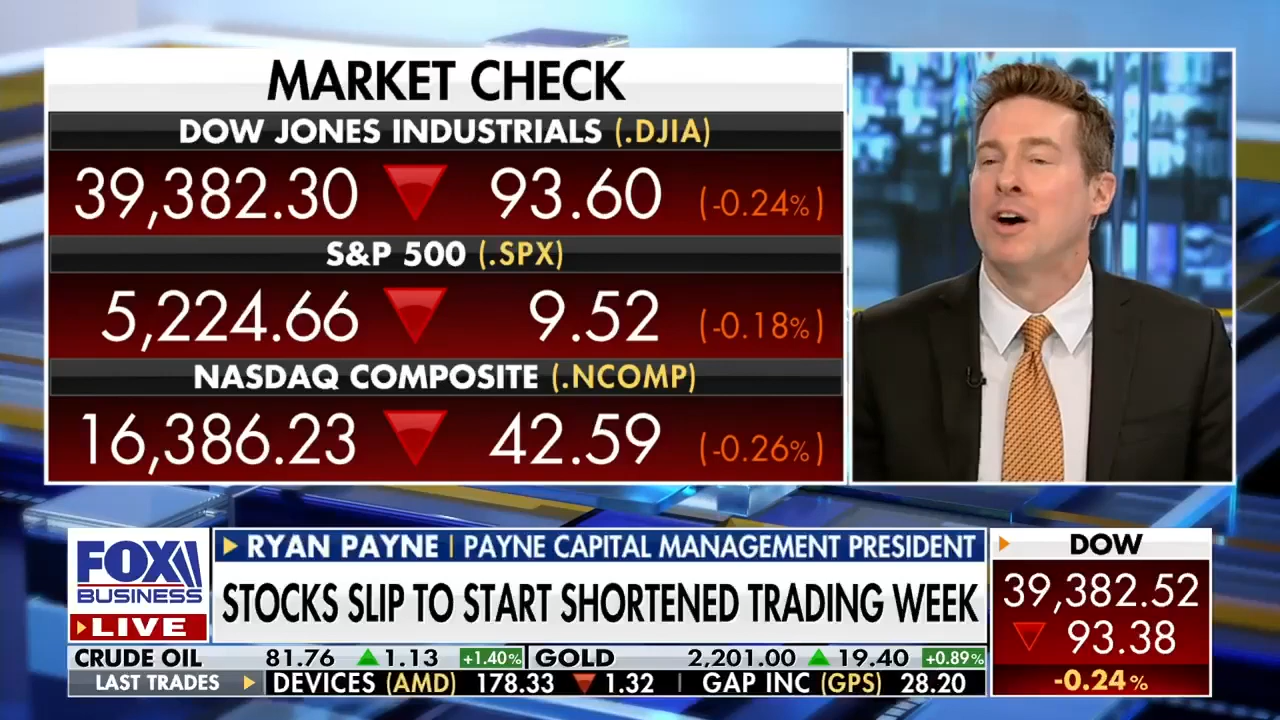 MARKET CHECK
DOW JONES INDUSTRIALS (.DJIA)
39,382.30 ▼ 93.60 (-0.24%)
S&P 500 (.SPX)
5,224.66 ▼ 9.52 (-0.18%)
NASDAQ COMPOSITE (.NCOMP)
16,386.23 ▼ 42.59 (-0.26%)
FOX
BUSINESS
LIVE
RYAN PAYNE | PAYNE CAPITAL MANAGEMENT PRESIDENT
STOCKS SLIP TO START SHORTENED TRADING WEEK
DOW
39,382.52
▼ 93.38
-0.24%
CRUDE OIL 81.76 ▲ 1.13 +1.40% GOLD 2,201.00 ▲ 19.40 +0.89%
LAST TRADES DEVICES (AMD) 178.33 ▼ 1.32 | GAP INC (GPS) 28.20